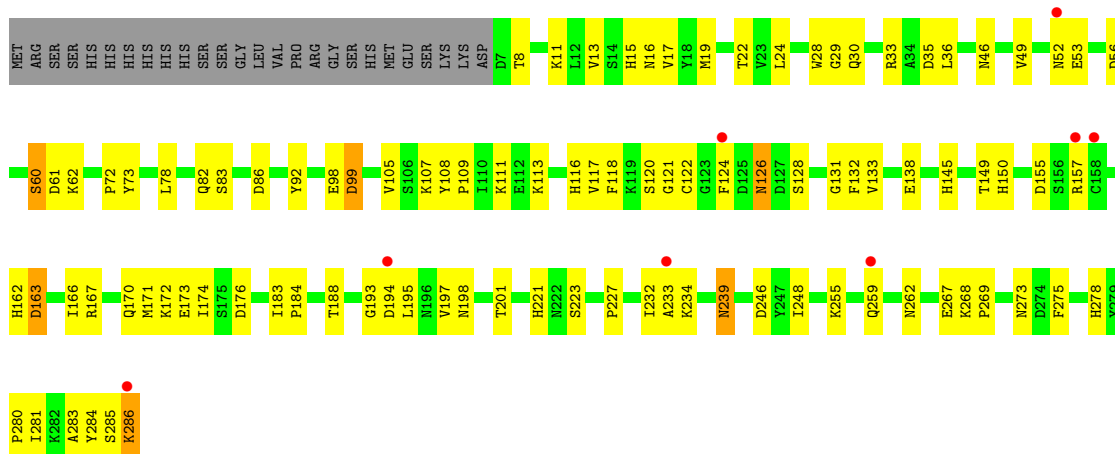 MET ARG SER SER HIS HIS HIS HIS HIS HIS SER SER GLY LEU VAL PRO ARG GLY SER HIS MET GLU SER LYS LYS ASP D7 T8 K11 L12 V13 S14 H15 N16 V17 Y18 M19 T22 V23 L24 W28 G29 Q30 R33 A34 D35 L36 N46 V49 N52 E53 D56
S60 D61 K62 P72 Y73 L78 Q82 S83 D86 Y92 E98 D99 V105 S106 K107 Y108 P109 I110 K111 E112 K113 H116 V117 F118 K119 S120 G121 C122 G123 F124 D125 N126 D127 S128 G131 F132 V133 E138 H145 T149 H150 D155 S156 R157 C158
H162 D163 I166 R167 Q170 M171 K172 E173 I174 S175 D176 I183 P184 T188 G193 D194 L195 N196 V197 N198 T201 H221 N222 S223 P227 I232 A233 K234 N239 D246 Y247 I248 K255 Q259 N262 E267 K268 P269 N273 D274 F275 H278 Y279
P280 I281 K282 A283 Y284 S285 K286